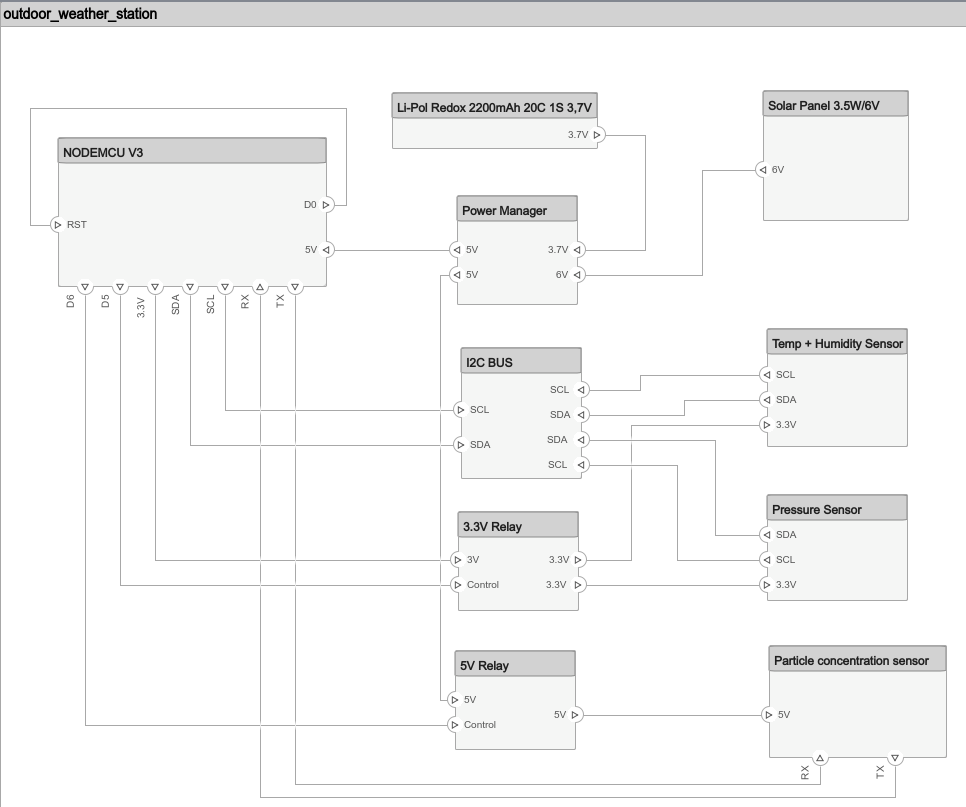 outdoor_weather_station
Li-Pol Redox 2200mAh 20C 1S 3,7V
3.7V
Solar Panel 3.5W/6V
6V
NODEMCU V3
D0
RST
5V
D6
D5
3.3V
SDA
SCL
RX
TX
Power Manager
5V
3.7V
5V
6V
I2C BUS
SCL
SDA
SCL
SDA
SDA
SCL
Temp + Humidity Sensor
SCL
SDA
3.3V
Pressure Sensor
SDA
SCL
3.3V
3.3V Relay
3V
3.3V
Control
3.3V
5V Relay
5V
5V
Control
Particle concentration sensor
5V
RX
TX